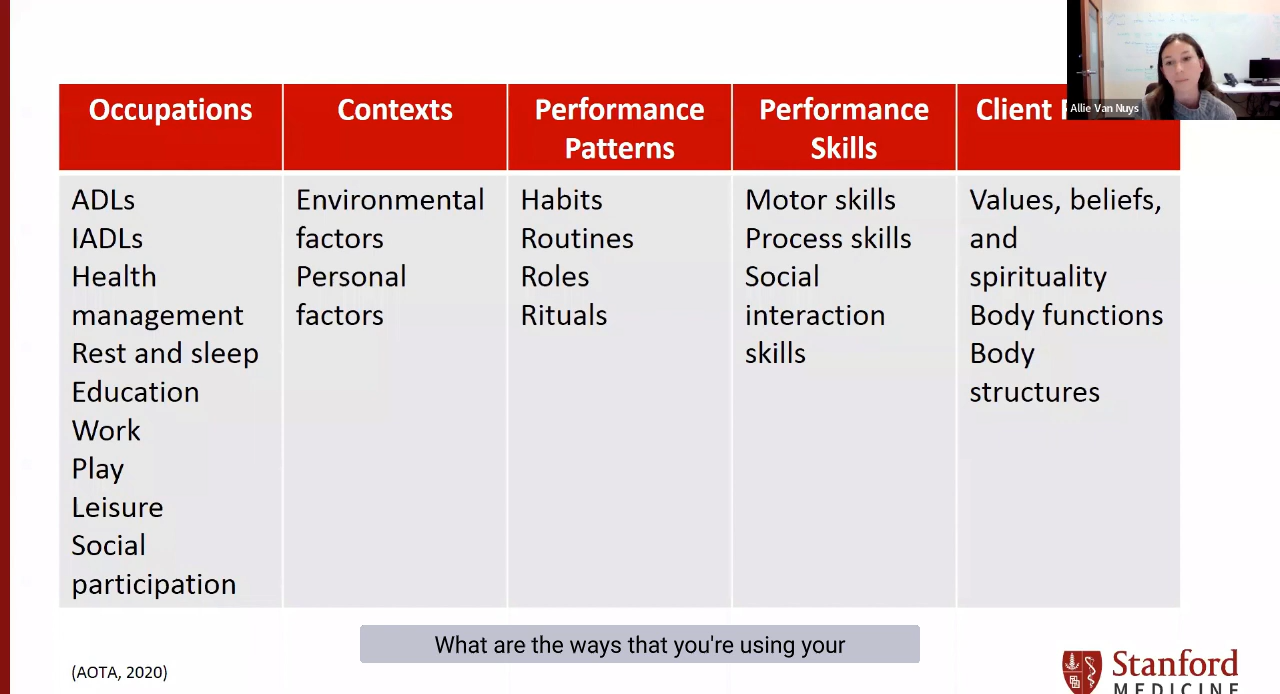 Allie Van Nuys
Occupations
Contexts
Performance
Patterns
Performance
Skills
Client
ADLs
IADLs
Health
management
Rest and sleep
Education
Work
Play
Leisure
Social
participation
Environmental
factors
Personal
factors
Habits
Routines
Roles
Rituals
Motor skills
Process skills
Social
interaction
skills
Values, beliefs,
and
spirituality
Body functions
Body
structures
What are the ways that you're using your
(AOTA, 2020)
Stanford
MEDICINE